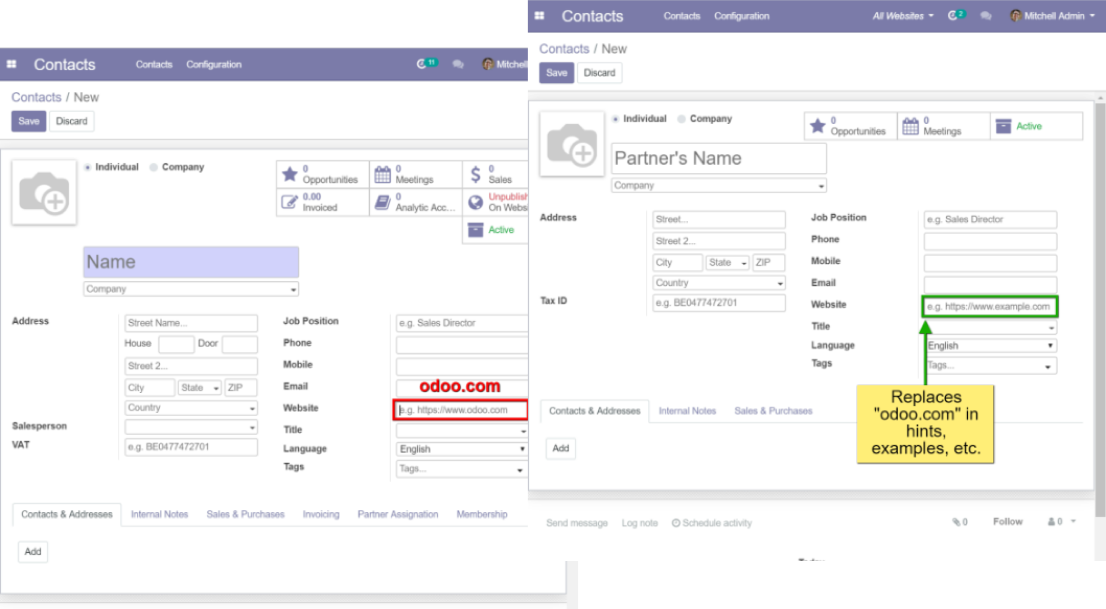 Contacts Contacts Configuration 11 Mitchell
Contacts / New
Save Discard
Individual Company
0 Opportunities
0 Meetings
$ 0 Sales
0.00 Invoiced
0 Analytic Acc...
Unpublish
On Websi
Active
Name
Company
Address
Street Name...
House Door
Street 2...
City State ZIP
Country
Salesperson
VAT e.g. BE0477472701
Job Position e.g. Sales Director
Phone
Mobile
Email
odoo.com
Website e.g. https://www.odoo.com
Title
Language English
Tags Tags...
Contacts & Addresses Internal Notes Sales & Purchases Invoicing Partner Assignation Membership
Add
Contacts Contacts Configuration All Websites 2 Mitchell Admin
Contacts / New
Save Discard
Individual Company
0 Opportunities
0 Meetings
Active
Partner's Name
Company
Address
Street...
Street 2...
City State ZIP
Country
Tax ID e.g. BE0477472701
Job Position e.g. Sales Director
Phone
Mobile
Email
Website e.g. https://www.example.com
Title
Language English
Tags Tags...
Replaces
"odoo.com" in
hints,
examples, etc.
Contacts & Addresses Internal Notes Sales & Purchases
Add
Send message Log note Schedule activity 0 Follow 0